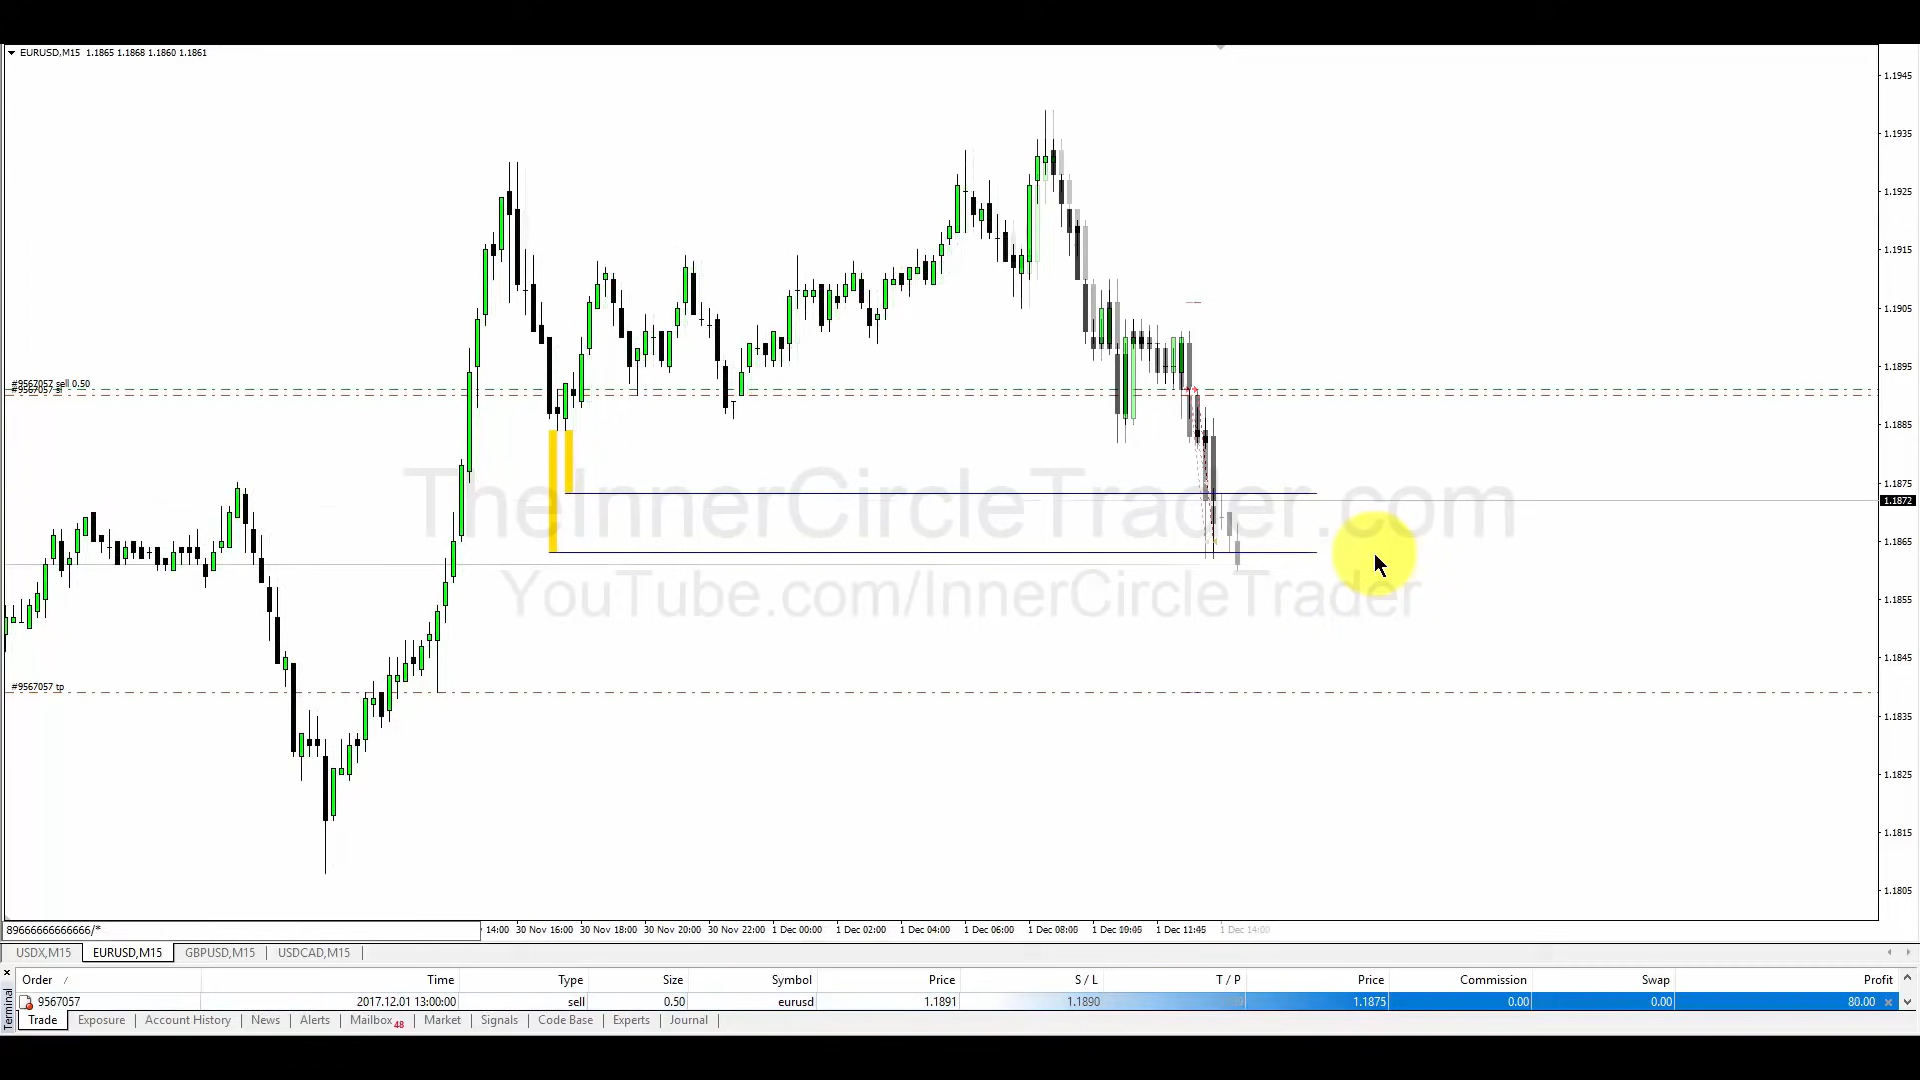 EURUSD,M15 1.1865 1.1868 1.1860 1.1861
1.1945
1.1935
1.1925
1.1915
1.1905
1.1895
1.1885
1.1875
1.1872
1.1865
1.1855
1.1845
1.1835
1.1825
1.1815
1.1805
#9567057 sell 0.50
#9567057 sl
#9567057 tp
TheInnerCircleTrader.com
YouTube.com/InnerCircleTrader
14:00 30 Nov 16:00 30 Nov 18:00 30 Nov 20:00 30 Nov 22:00 1 Dec 00:00 1 Dec 02:00 1 Dec 04:00 1 Dec 06:00 1 Dec 08:00 1 Dec 1 Dec 11:45 1 Dec 14:00
USDX,M15 EURUSD,M15 GBPUSD,M15 USDCAD,M15
Order / Time Type Size Symbol Price S / L T / P Price Commission Swap Profit
9567057 2017.12.01 13:00:00 sell 0.50 eurusd 1.1891 1.1890 1.1875 0.00 0.00 80.00
Terminal
Trade Exposure Account History News Alerts Mailbox 48 Market Signals Code Base Experts Journal